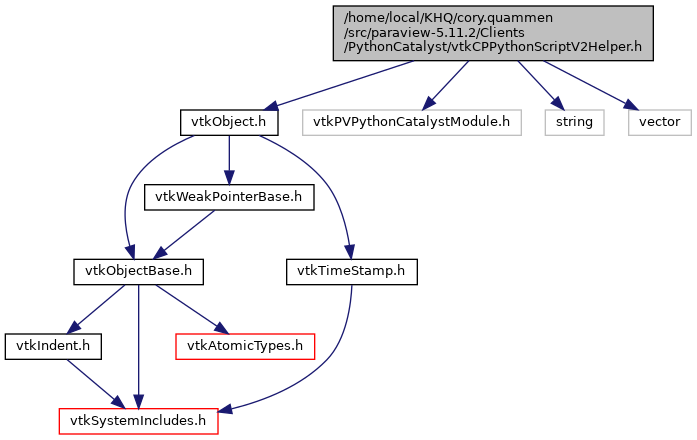 /home/local/KHQ/cory.quammen
/src/paraview-5.11.2/Clients
/PythonCatalyst/vtkCPPythonScriptV2Helper.h
vtkObject.h
vtkPVPythonCatalystModule.h
string
vector
vtkWeakPointerBase.h
vtkObjectBase.h
vtkTimeStamp.h
vtkIndent.h
vtkAtomicTypes.h
vtkSystemIncludes.h